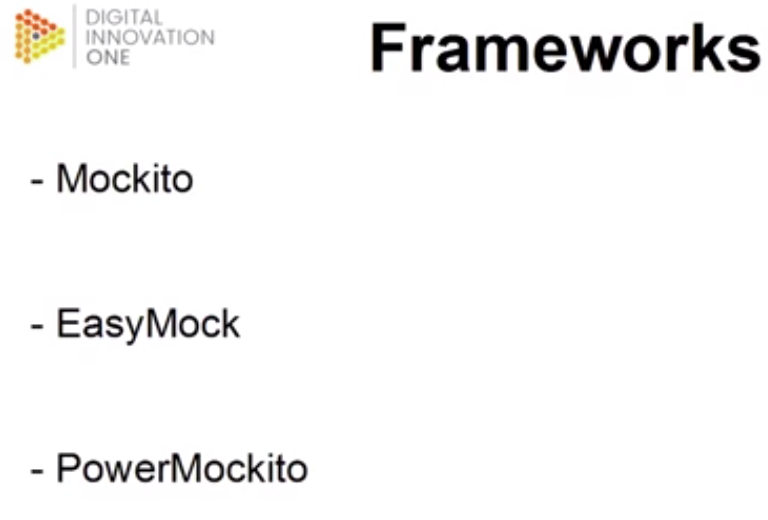 DIGITAL
INNOVATION
ONE
Frameworks
- Mockito
- EasyMock
- PowerMockito